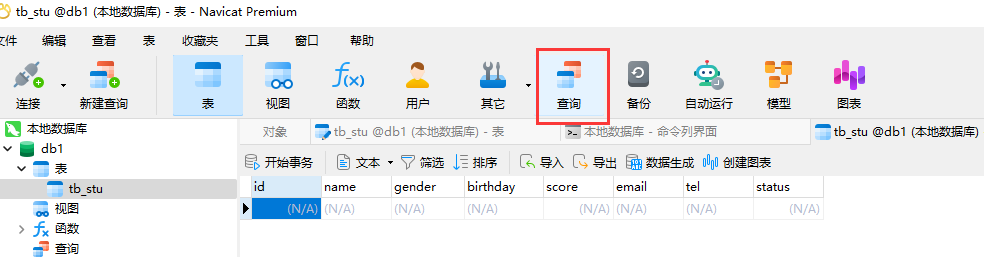 tb_stu @db1 (本地数据库) - 表 - Navicat Premium
文件 编辑 查看 表 收藏夹 工具 窗口 帮助
连接 新建查询 表 视图 f(x) 函数 用户 其它 查询 备份 自动运行 模型 图表
本地数据库 对象 tb_stu @db1 (本地数据库) - 表 >_ 本地数据库 - 命令列界面 tb_stu @db1 (本地数据库)
db1 开始事务 文本 筛选 排序 导入 导出 数据生成 创建图表
表 id name gender birthday score email tel status
tb_stu (N/A) (N/A) (N/A) (N/A) (N/A) (N/A) (N/A) (N/A)
视图
fx 函数
查询